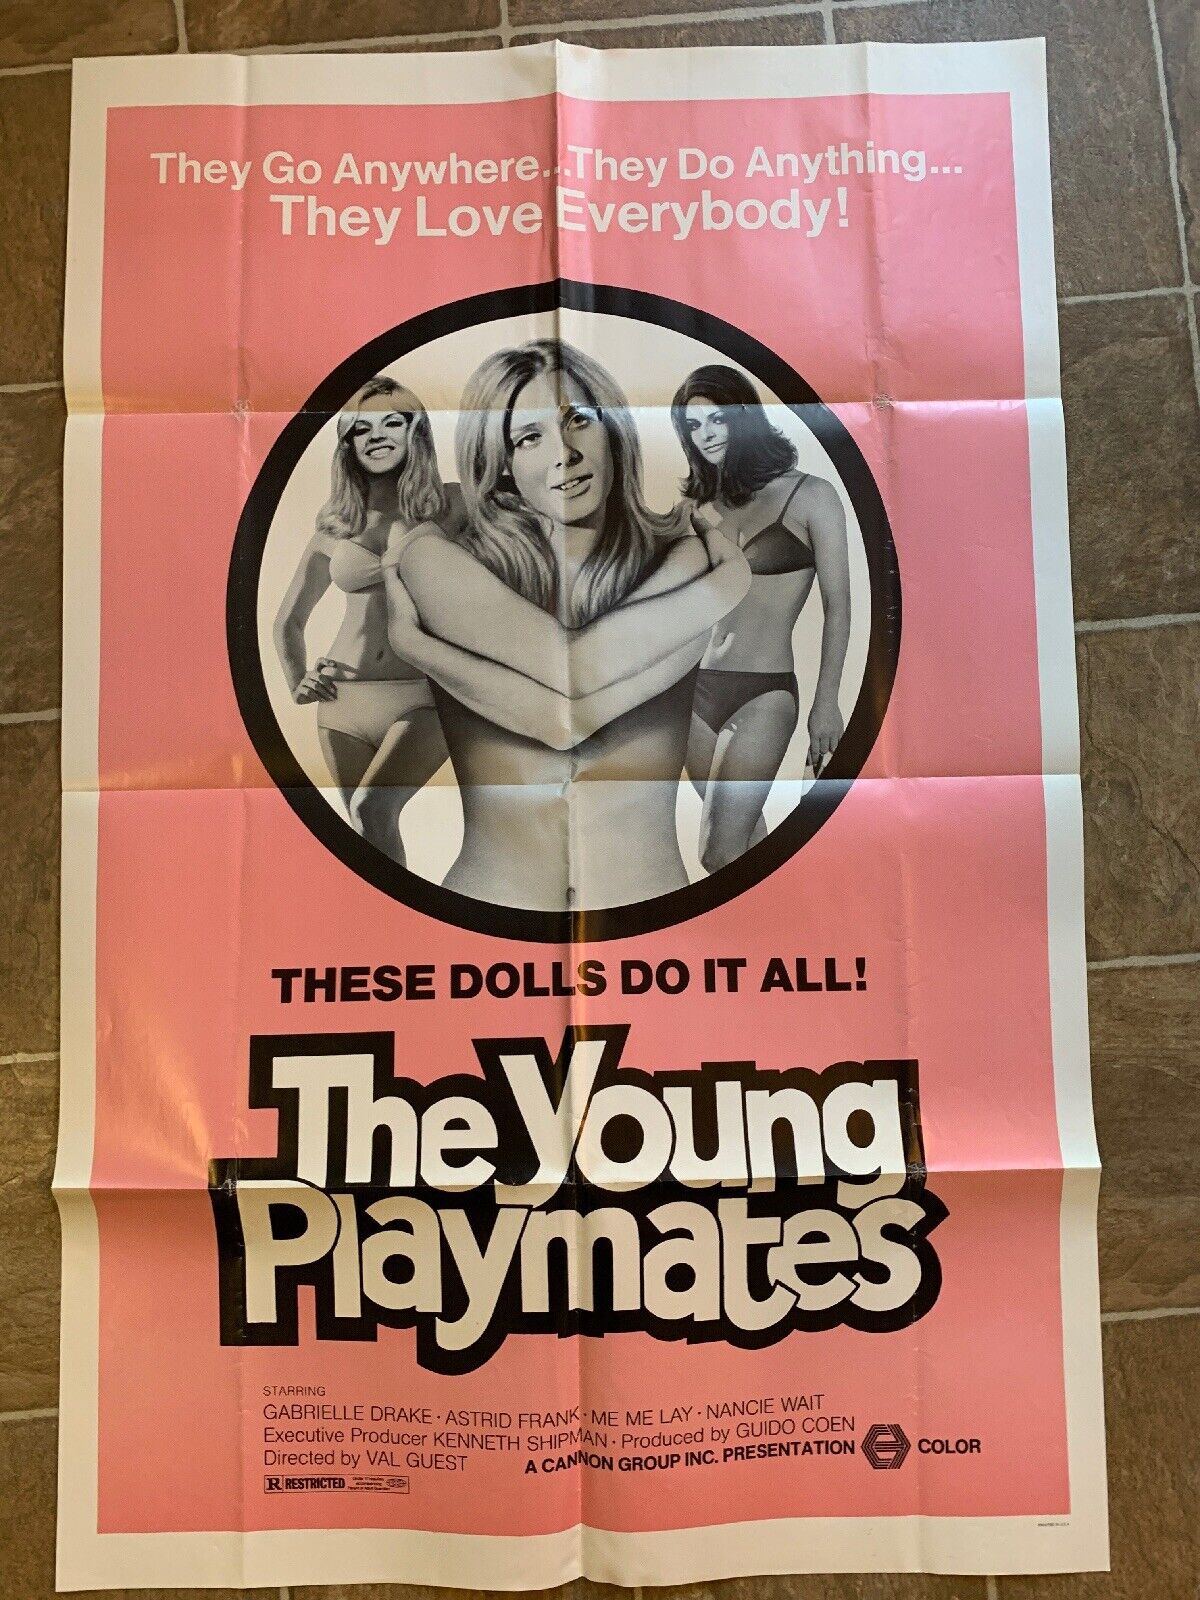 They Go Anywhere...They Do Anything...
They Love Everybody!
THESE DOLLS DO IT ALL!
The Young
Playmates
STARRING
GABRIELLE DRAKE · ASTRID FRANK · ME ME LAY · NANCIE WAIT
Executive Producer KENNETH SHIPMAN · Produced by GUIDO COEN
Directed by VAL GUEST
A CANNON GROUP INC. PRESENTATION COLOR
R RESTRICTED